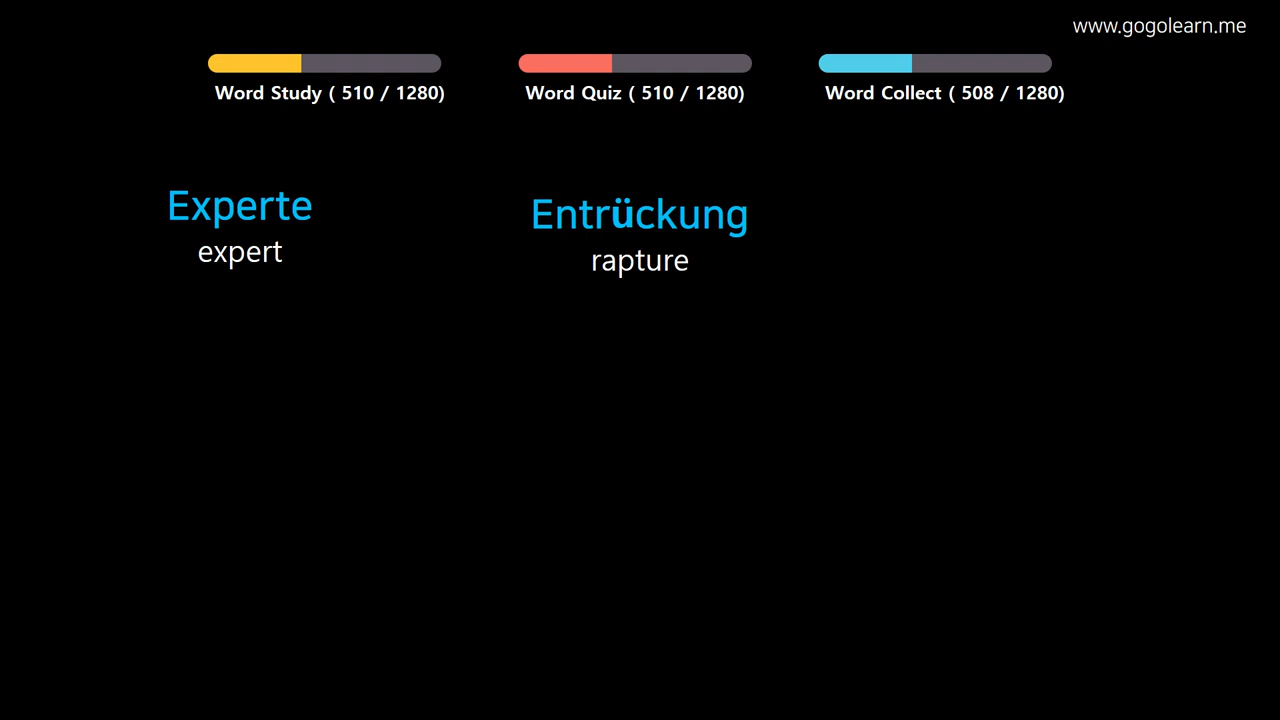 www.gogolearn.me
Word Study ( 510 / 1280)
Word Quiz ( 510 / 1280)
Word Collect ( 508 / 1280)
Experte
expert
Entrückung
rapture